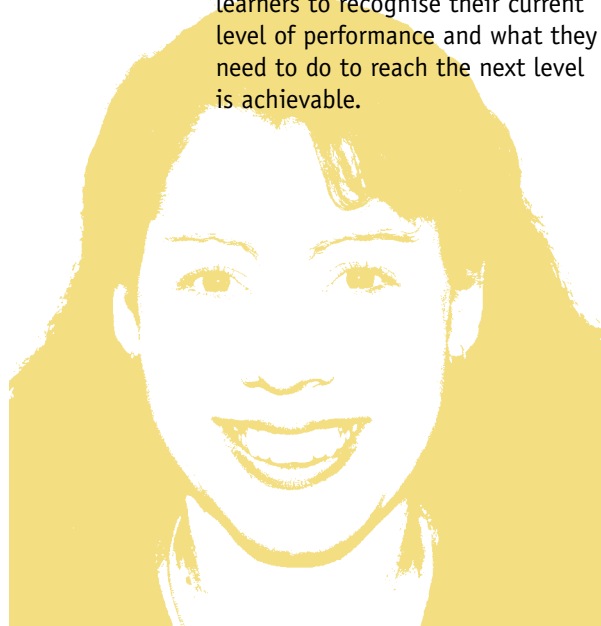 learners to recognise their current
level of performance and what they
need to do to reach the next level
is achievable.